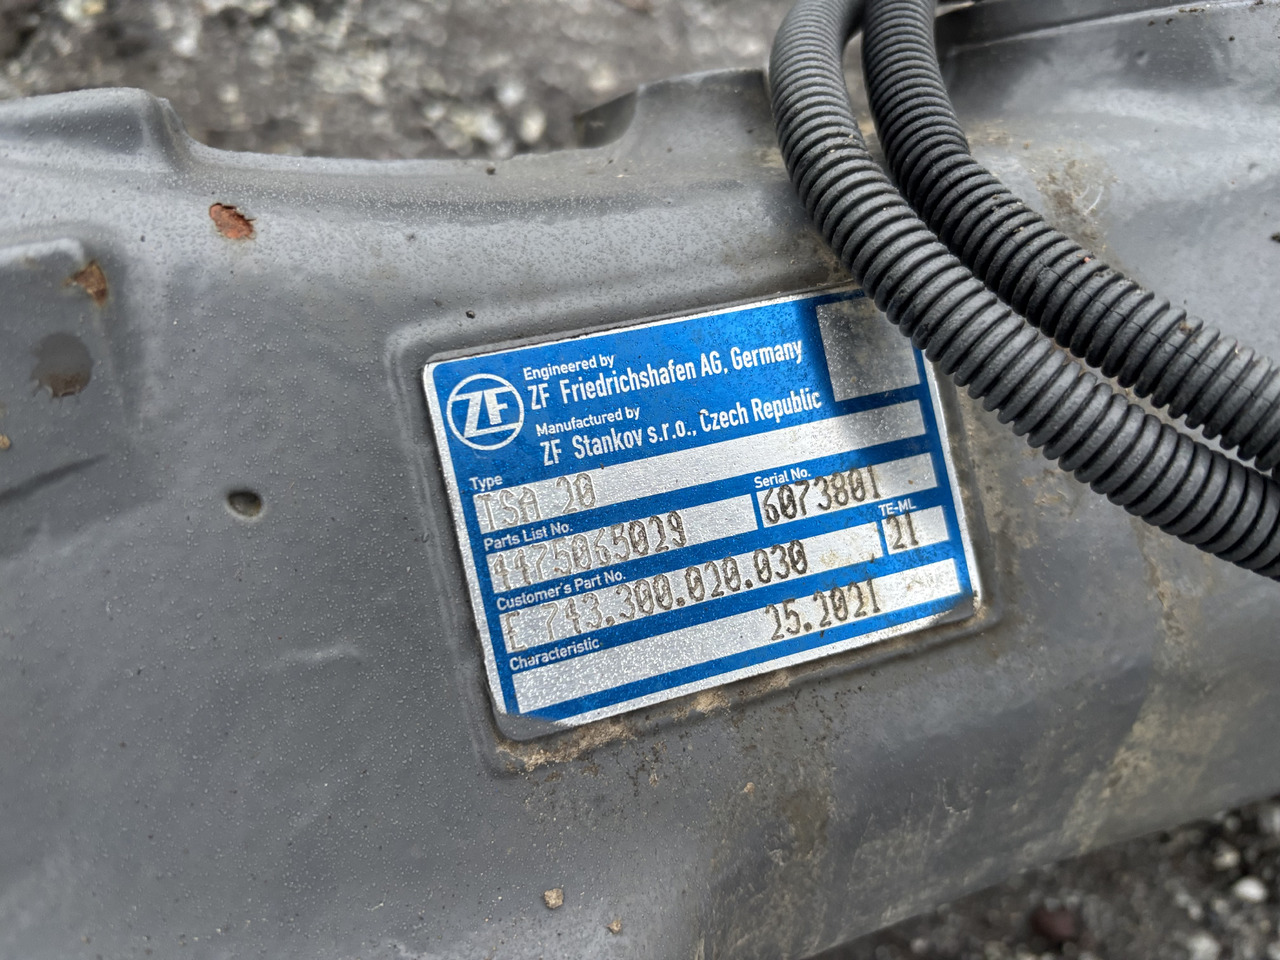 Engineered by
ZF Friedrichshafen AG, Germany
Manufactured by
ZF Stankov s.r.o., Czech Republic
ZF
Type
TSA 20
Parts List No.
Serial No.
4475045029
6073801
Customer's Part No.
TE-ML
E 743.300.020.030
21
Characteristic
25.2021